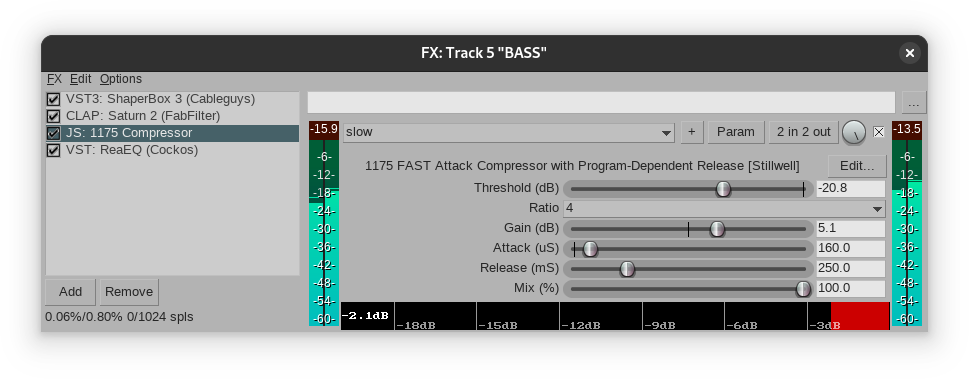 FX: Track 5 "BASS"
FX Edit Options
VST3: ShaperBox 3 (Cableguys)
CLAP: Saturn 2 (FabFilter)
JS: 1175 Compressor
VST: ReaEQ (Cockos)
Add Remove
0.06%/0.80% 0/1024 spls
...
-15.9 slow + Param 2 in 2 out -13.5
1175 FAST Attack Compressor with Program-Dependent Release [Stillwell] Edit...
Threshold (dB) -20.8
Ratio 4
Gain (dB) 5.1
Attack (uS) 160.0
Release (mS) 250.0
Mix (%) 100.0
-6-
-12-
-18-
-24-
-30-
-36-
-42-
-48-
-54-
-60-
-2.1dB -18dB -15dB -12dB -9dB -6dB -3dB
-6-
-12-
-18-
-24-
-30-
-36-
-42-
-48-
-54-
-60-